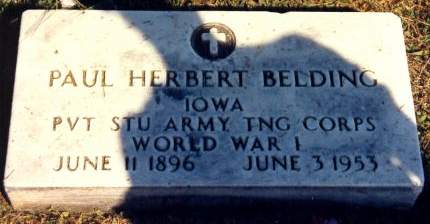 PAUL HERBERT BELDING
IOWA
PVT STU ARMY TNG CORPS
WORLD WAR I
JUNE 11 1896 JUNE 3 1953